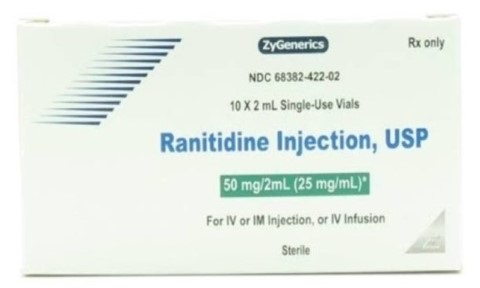 ZyGenerics
Rx only
NDC 68382-422-02
10 X 2 mL Single-Use Vials
Ranitidine Injection, USP
50 mg/2mL (25 mg/mL)*
For IV or IM Injection, or IV Infusion
Sterile